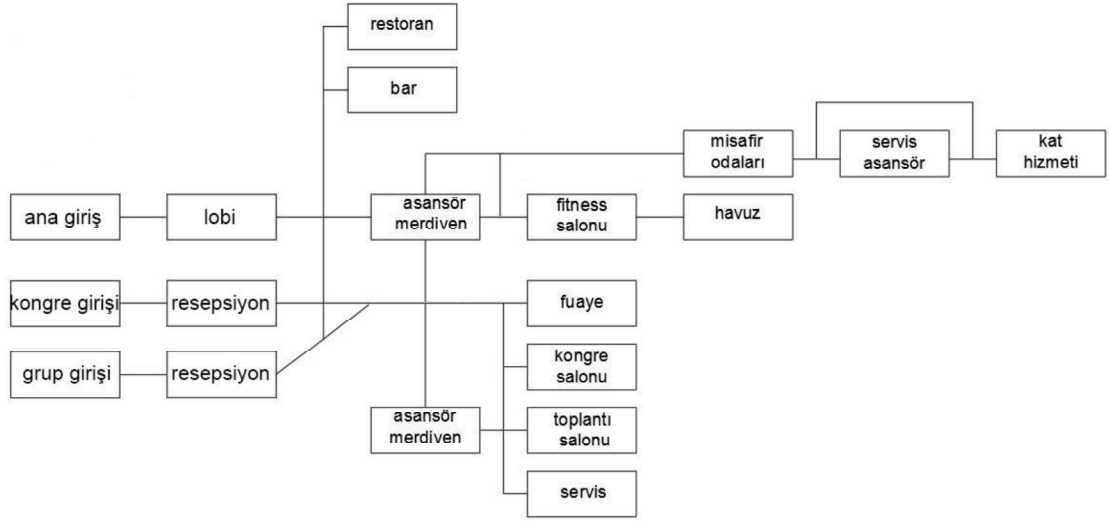 restoran
bar
misafir
odaları
servis
asansör
kat
hizmeti
ana giriş
lobi
asansör
merdiven
fitness
salonu
havuz
kongre girişi
resepsiyon
fuaye
grup girişi
resepsiyon
kongre
salonu
asansör
merdiven
toplantı
salonu
servis